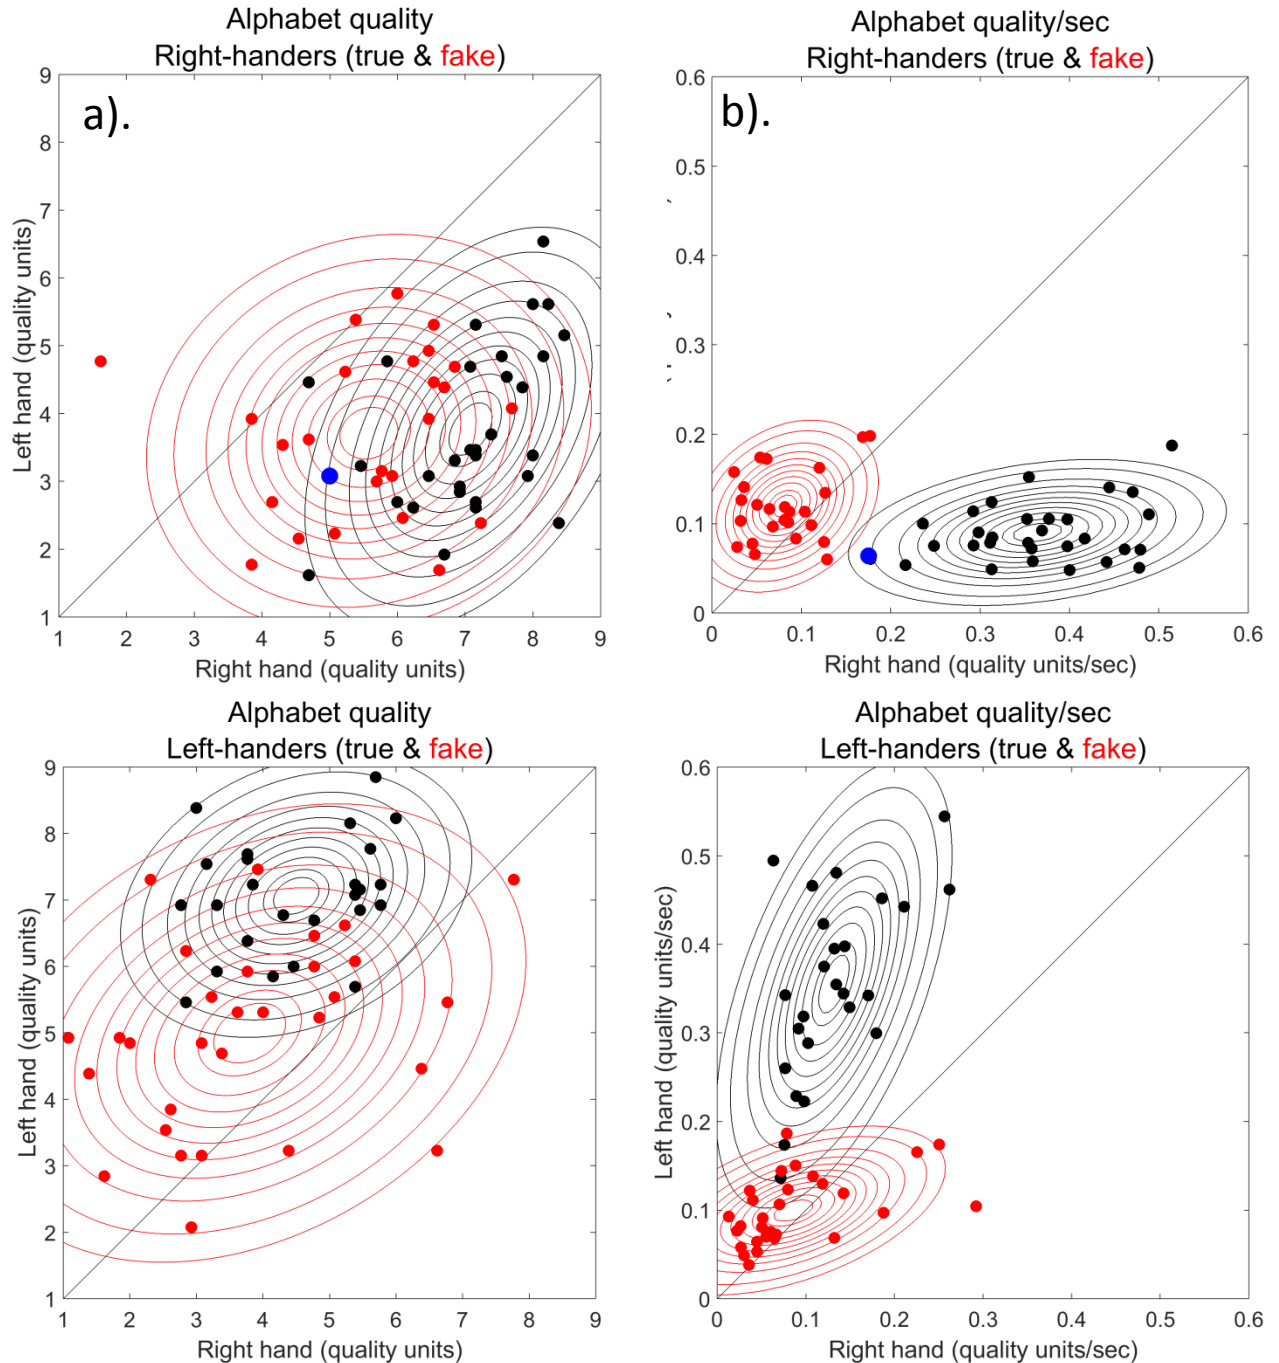 Alphabet quality
Right-handers (true & fake)
a).
9
8
7
6
5
4
3
2
1
Left hand (quality units)
1 2 3 4 5 6 7 8 9
Right hand (quality units)
Alphabet quality/sec
Right-handers (true & fake)
b).
0.6
0.5
0.4
0.3
0.2
0.1
0
0 0.1 0.2 0.3 0.4 0.5 0.6
Right hand (quality units/sec)
Alphabet quality
Left-handers (true & fake)
9
8
7
6
5
4
3
2
1
Left hand (quality units)
1 2 3 4 5 6 7 8 9
Right hand (quality units)
Alphabet quality/sec
Left-handers (true & fake)
0.6
0.5
0.4
0.3
0.2
0.1
0
Left hand (quality units/sec)
0 0.1 0.2 0.3 0.4 0.5 0.6
Right hand (quality units/sec)